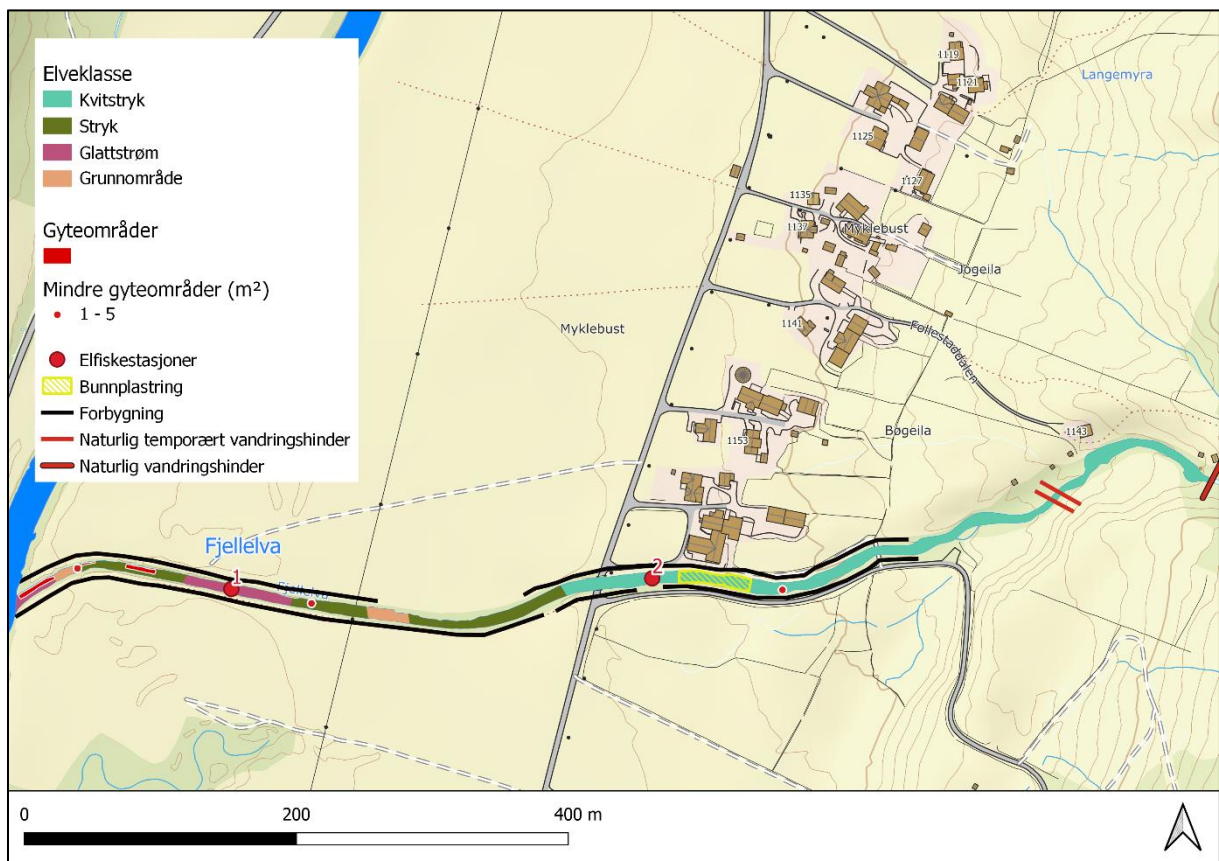 Elveklasse
Kvitstryk
Stryk
Glattstrøm
Grunnområde
Gyteområder
Mindre gyteområder (m²)
1 - 5
Elfiskestasjoner
Bunnplastring
Forbygning
Naturlig temporært vandringshinder
Naturlig vandringshinder
1119
1121
Langemyra
1125
1127
1135
1137
Myklebust
Jogeila
Myklebust
1141
Follestaddalen
1143
Bøgeila
1153
Fjellelva
1
Fjellelva
2
0
200
400 m